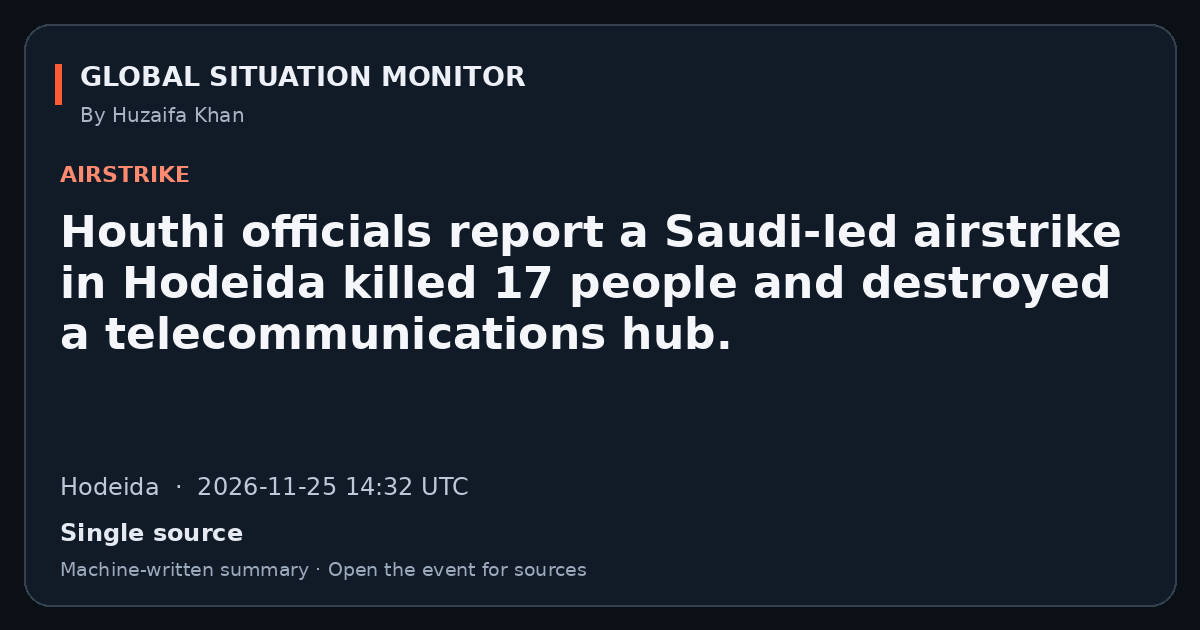 GLOBAL SITUATION MONITOR
By Huzaifa Khan
AIRSTRIKE
Houthi officials report a Saudi-led airstrike
in Hodeida killed 17 people and destroyed
a telecommunications hub.
Hodeida · 2026-11-25 14:32 UTC
Single source
Machine-written summary · Open the event for sources